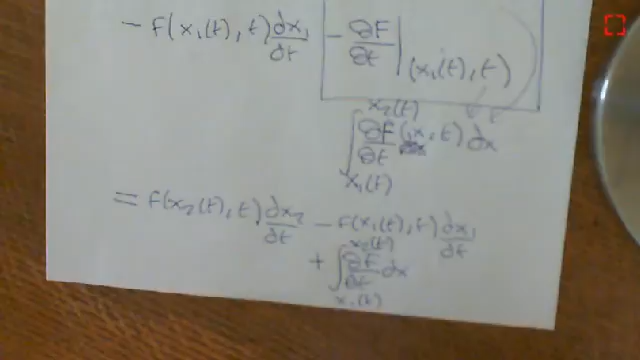 - F(x₁(t), t) dx₁/dt - ∂F/∂t |(x₁(t), t)
∫_{x₁(t)}^{x₂(t)} ∂F/∂t (x, t) dx
= F(x₂(t), t) dx₂/dt - F(x₁(t), t) dx₁/dt
+ ∫_{x₁(t)}^{x₂(t)} ∂F/∂t dx